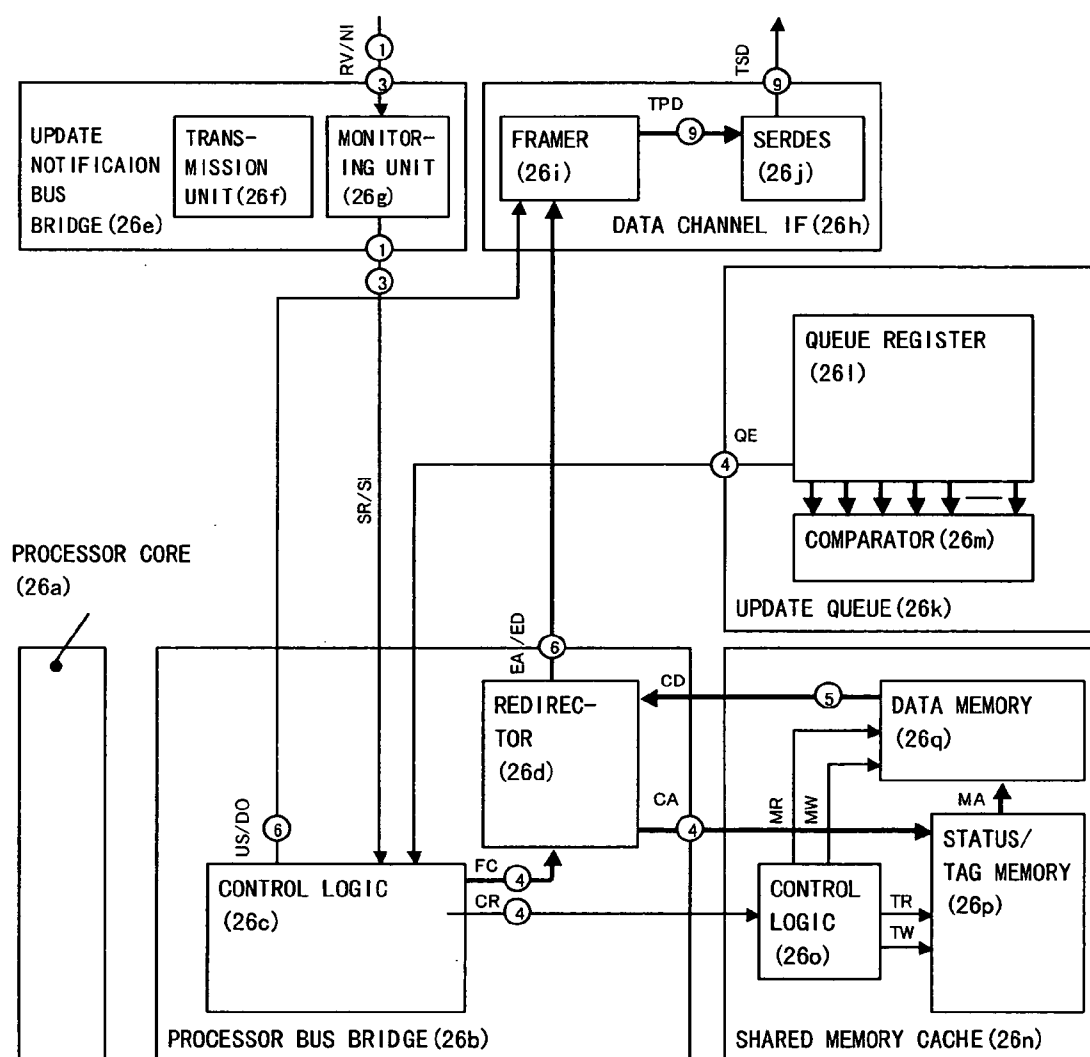 RV/NI
1
3
TSD
9
UPDATE
NOTIFICAION
BUS
BRIDGE(26e)
TRANS-
MISSION
UNIT(26f)
MONITOR-
ING UNIT
(26g)
1
3
FRAMER
(26i)
TPD
9
SERDES
(26j)
DATA CHANNEL IF(26h)
QUEUE REGISTER
(26l)
QE
4
COMPARATOR(26m)
UPDATE QUEUE(26k)
SR/SI
PROCESSOR CORE
(26a)
EA/ED
6
REDIREC-
TOR
(26d)
CD
5
DATA MEMORY
(26q)
CA
4
MR
MW
MA
US/DO
6
CONTROL LOGIC
(26c)
FC
4
CR
4
CONTROL
LOGIC
(26o)
TR
TW
STATUS/
TAG MEMORY
(26p)
PROCESSOR BUS BRIDGE(26b)
SHARED MEMORY CACHE(26n)